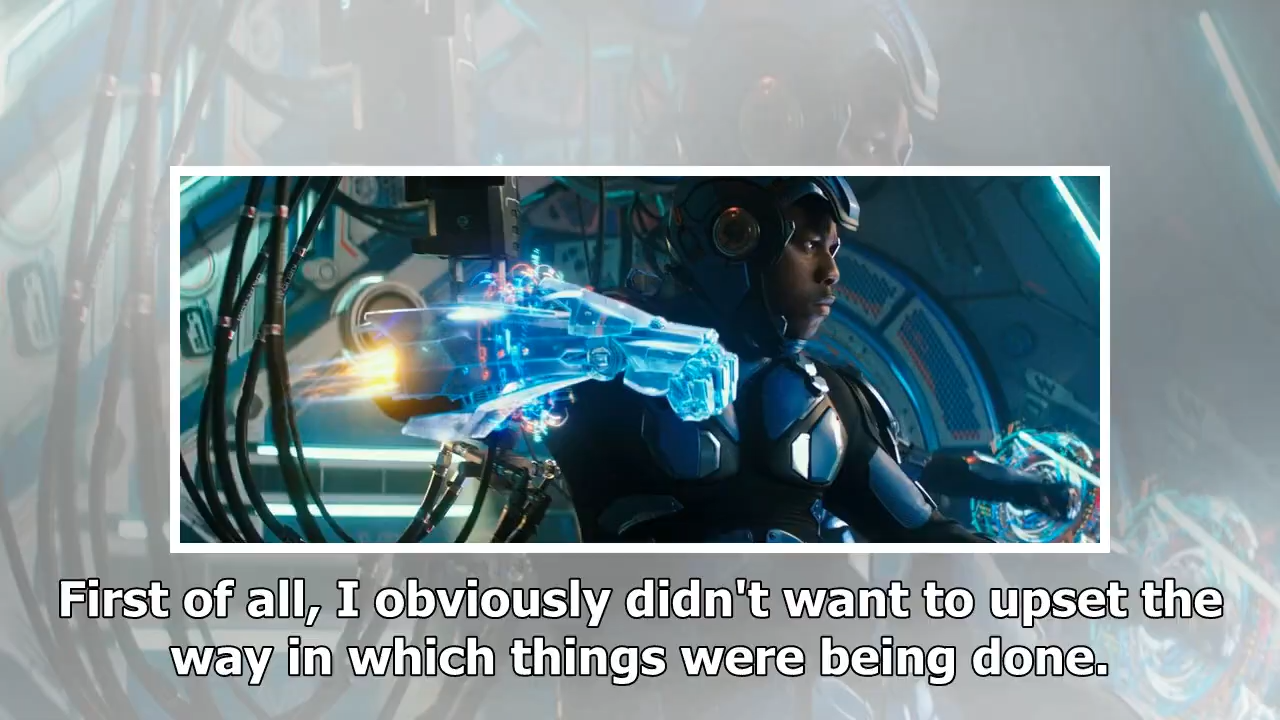 First of all, I obviously didn't want to upset the
way in which things were being done.